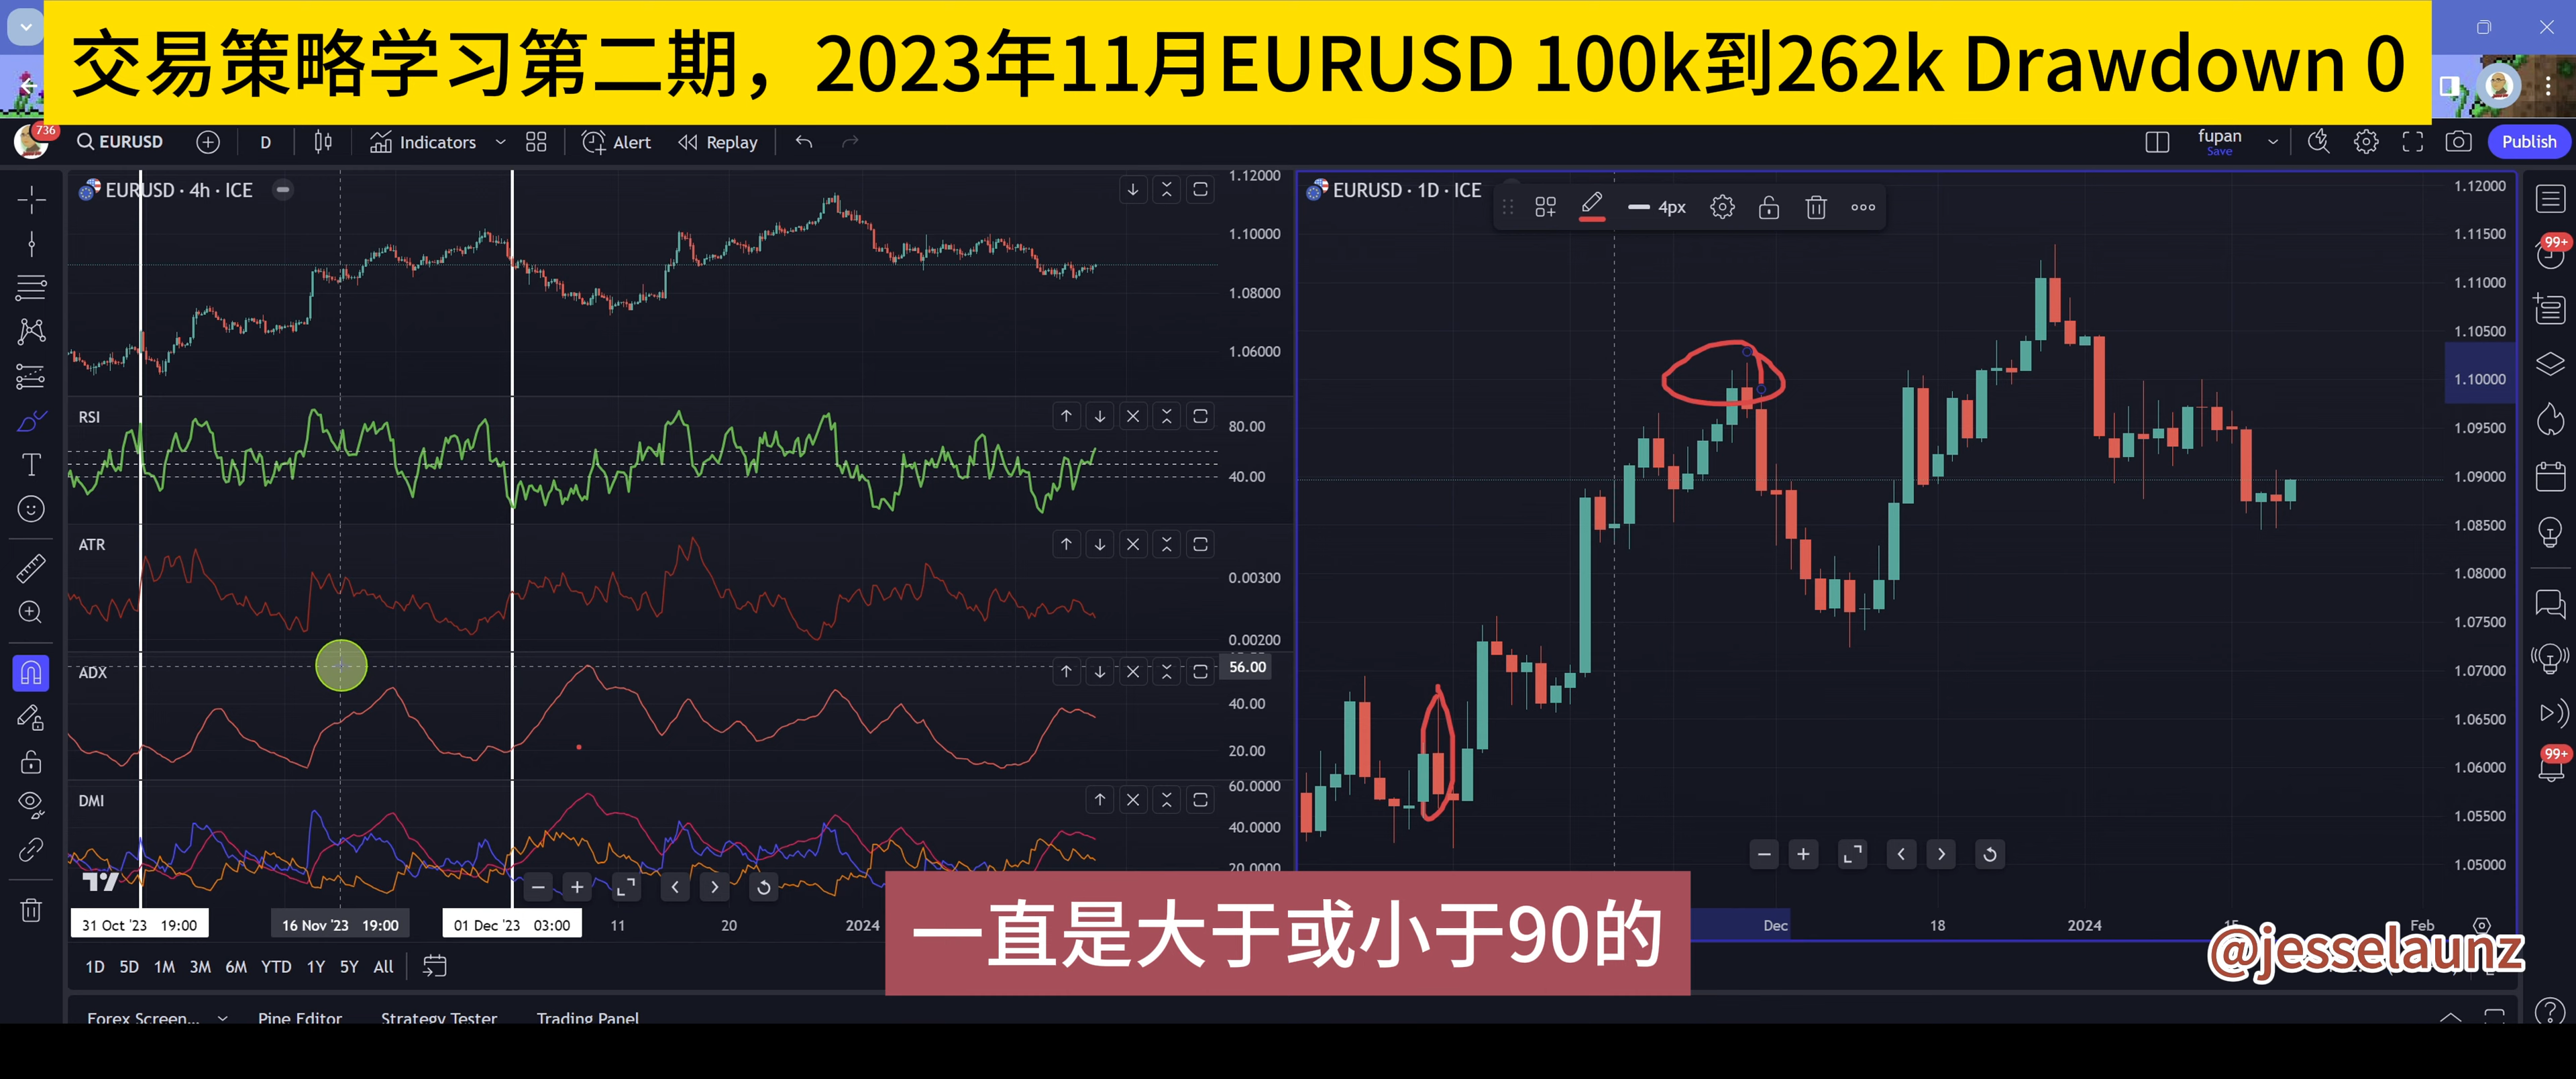 交易策略学习第二期，2023年11月EURUSD 100k到262k Drawdown 0
736
EURUSD
D
Indicators
Alert
Replay
fupan
Save
Publish
EURUSD · 4h · ICE
1.12000
1.10000
1.08000
1.06000
RSI
80.00
40.00
ATR
0.00300
0.00200
ADX
56.00
40.00
20.00
DMI
60.0000
40.0000
20.0000
31 Oct '23 19:00
16 Nov '23 19:00
01 Dec '23 03:00
11
20
2024
EURUSD · 1D · ICE
4px
1.12000
1.11500
1.11000
1.10500
1.10000
1.09500
1.09000
1.08500
1.08000
1.07500
1.07000
1.06500
1.06000
1.05500
1.05000
Dec
18
2024
15
Feb
99+
99+
一直是大于或小于90的
@jesselaunz
1D 5D 1M 3M 6M YTD 1Y 5Y All
Forex Screen... Pine Editor Strategy Tester Trading Panel